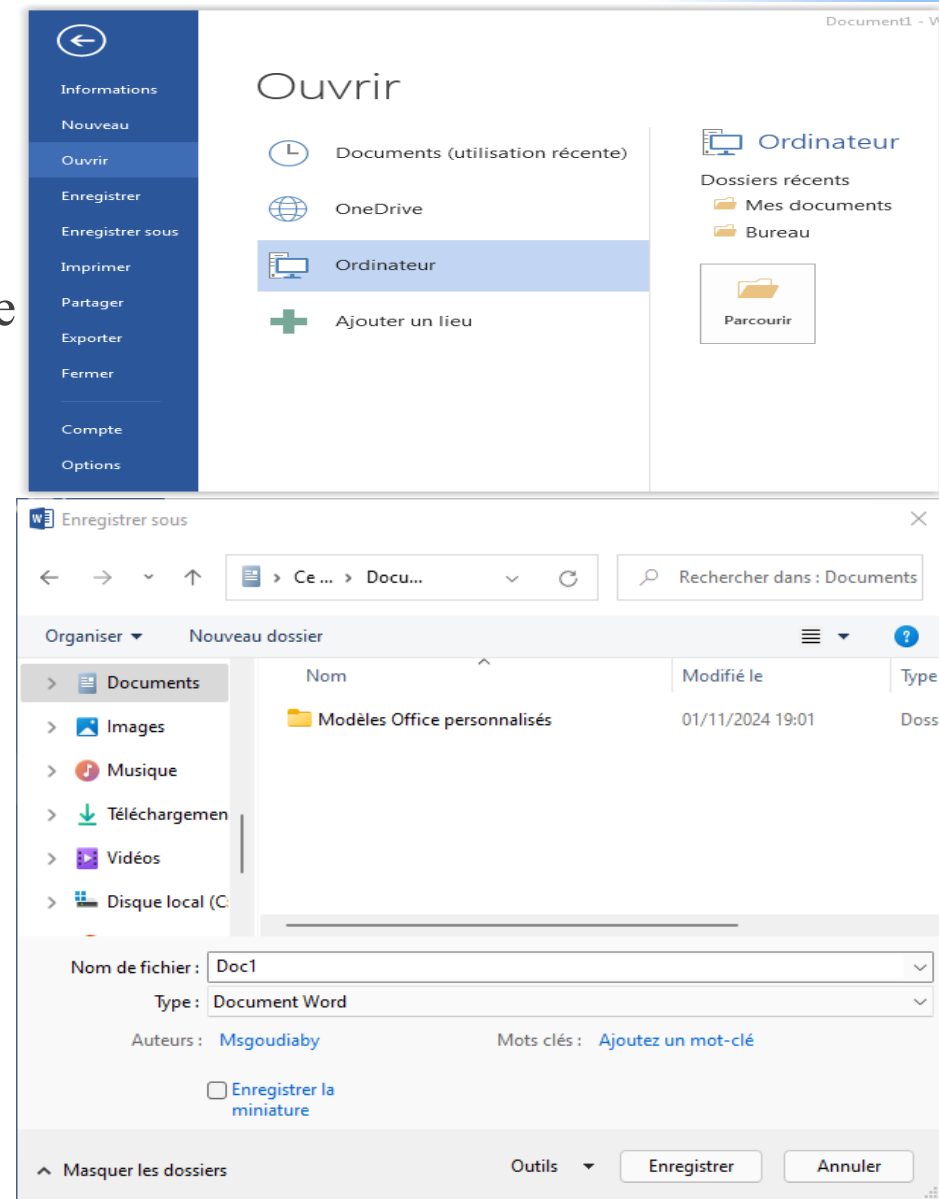 Document1 - W
Informations
Nouveau
Ouvrir
Enregistrer
Enregistrer sous
Imprimer
Partager
Exporter
Fermer
Compte
Options
Ouvrir
Documents (utilisation récente)
OneDrive
Ordinateur
Ajouter un lieu
Ordinateur
Dossiers récents
Mes documents
Bureau
Parcourir
e
Enregistrer sous
Ce ... > Docu...
Rechercher dans : Documents
Organiser
Nouveau dossier
Nom
Modifié le
Type
Documents
Images
Musique
Téléchargemen
Vidéos
Disque local (C:
Modèles Office personnalisés
01/11/2024 19:01
Doss
Nom de fichier : Doc1
Type : Document Word
Auteurs : Msgoudiaby
Mots clés : Ajoutez un mot-clé
Enregistrer la
miniature
Masquer les dossiers
Outils
Enregistrer
Annuler